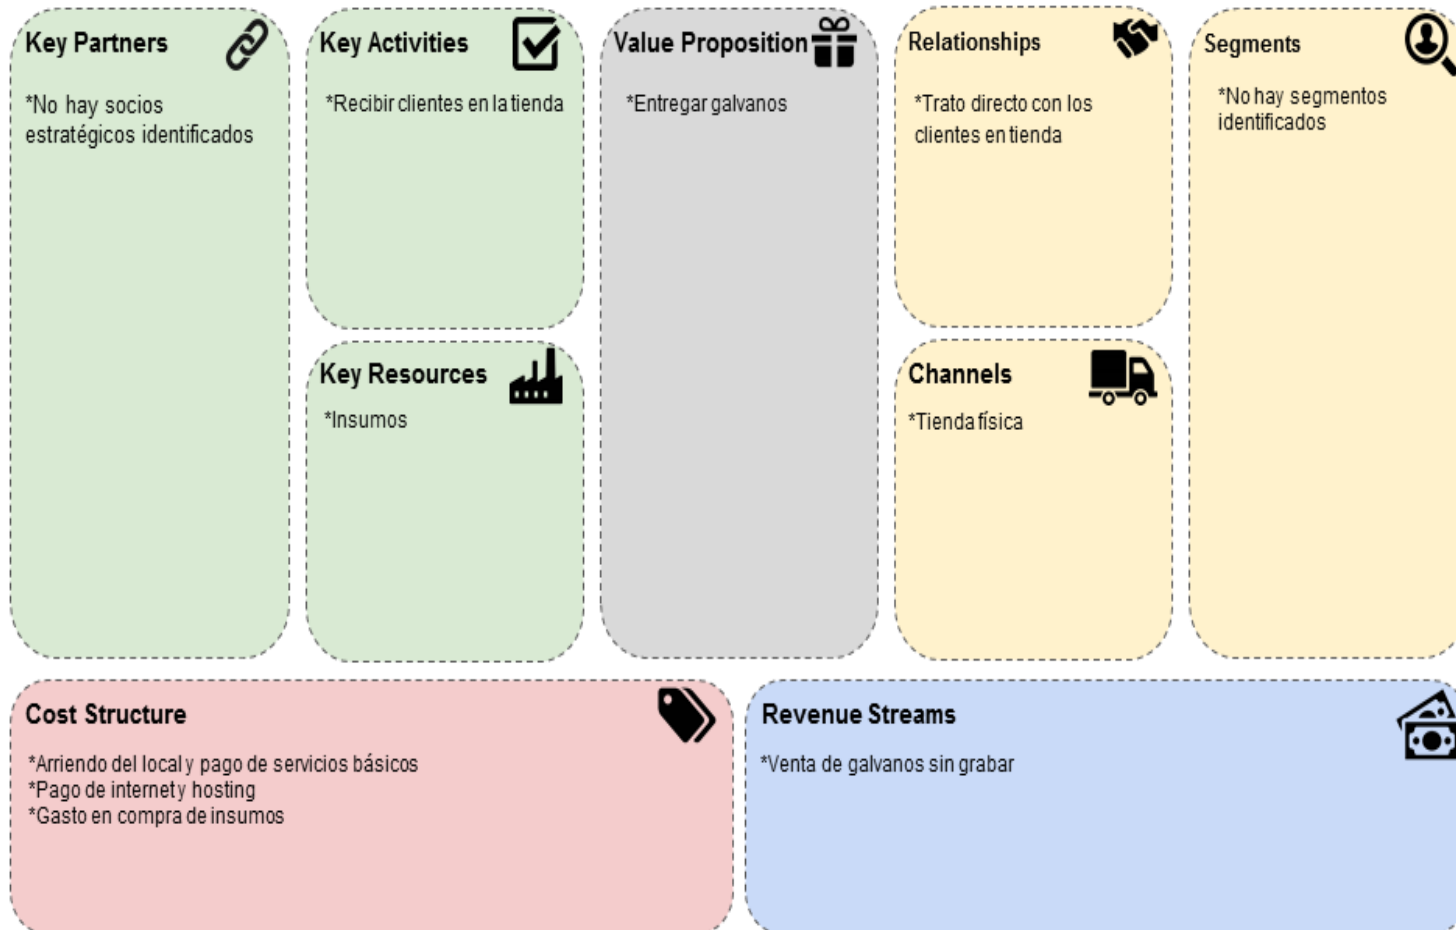 Key Partners
*No hay socios
estratégicos identificados
Key Activities
*Recibir clientes en la tienda
Key Resources
*Insumos
Value Proposition
*Entregar galvanos
Relationships
*Trato directo con los
clientes en tienda
Channels
*Tienda física
Segments
*No hay segmentos
identificados
Cost Structure
*Arriendo del local y pago de servicios básicos
*Pago de internet y hosting
*Gasto en compra de insumos
Revenue Streams
*Venta de galvanos sin grabar